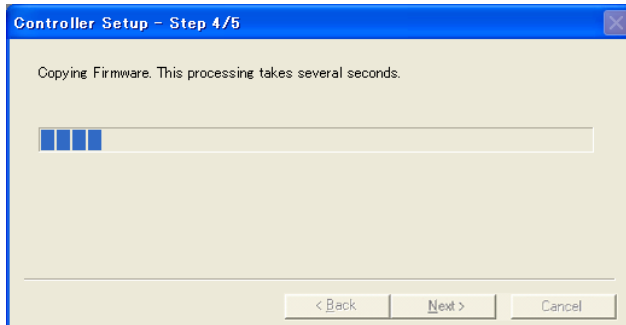 Controller Setup - Step 4/5
Copying Firmware. This processing takes several seconds.
< Back
Next >
Cancel